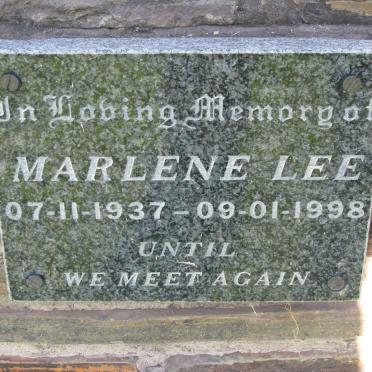 In Loving Memory of
MARLENE LEE
07-11-1937 – 09-01-1998
UNTIL
WE MEET AGAIN